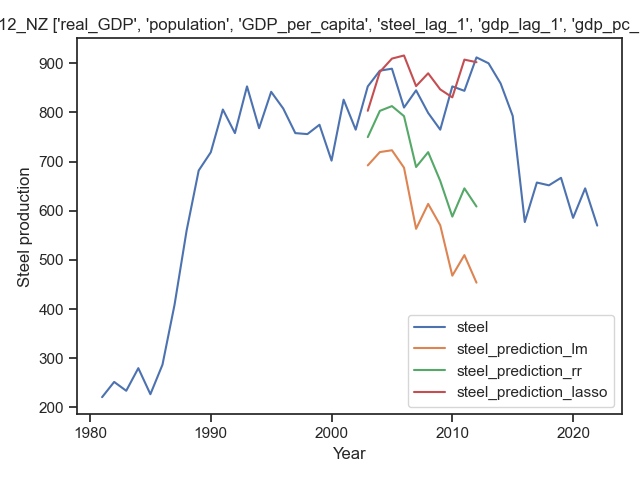 12_NZ ['real_GDP', 'population', 'GDP_per_capita', 'steel_lag_1', 'gdp_lag_1', 'gdp_pc_
900
800
700
600
500
400
300
200
Steel production
steel
steel_prediction_lm
steel_prediction_rr
steel_prediction_lasso
1980
1990
2000
2010
2020
Year